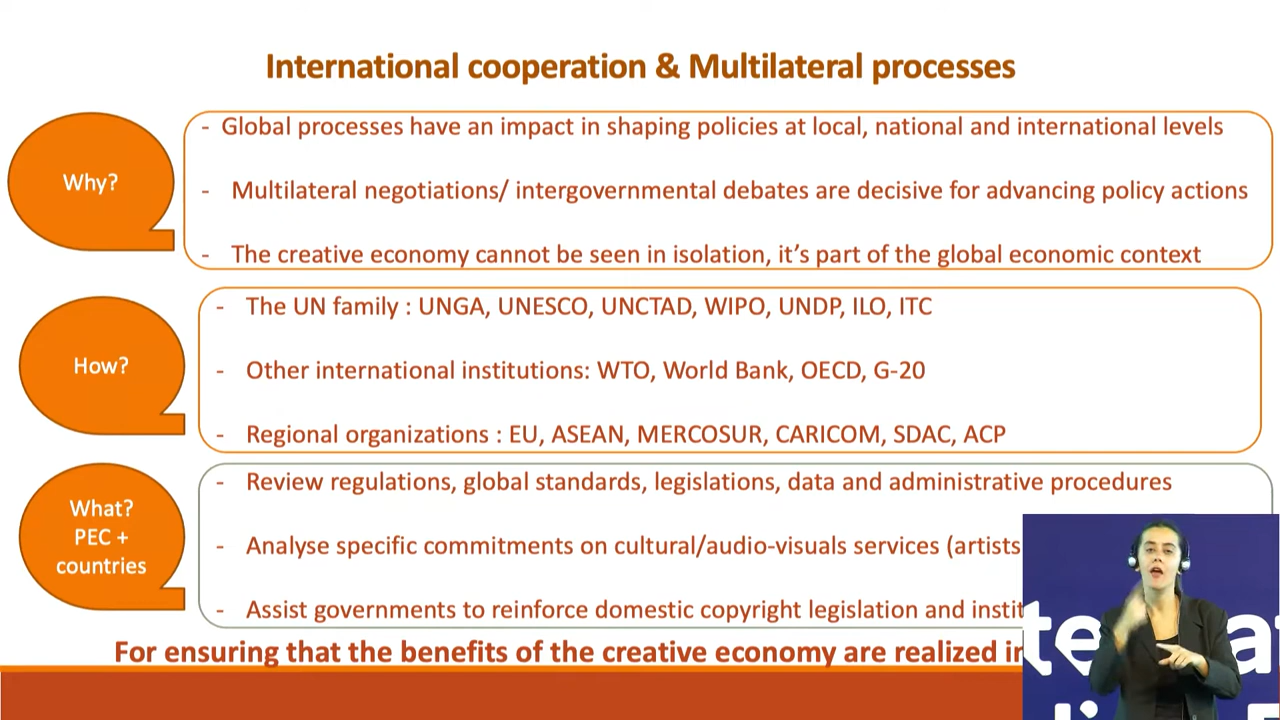 International cooperation & Multilateral processes
Why?
- Global processes have an impact in shaping policies at local, national and international levels
- Multilateral negotiations/ intergovernmental debates are decisive for advancing policy actions
- The creative economy cannot be seen in isolation, it's part of the global economic context
How?
- The UN family : UNGA, UNESCO, UNCTAD, WIPO, UNDP, ILO, ITC
- Other international institutions: WTO, World Bank, OECD, G-20
- Regional organizations : EU, ASEAN, MERCOSUR, CARICOM, SDAC, ACP
What?
PEC +
countries
- Review regulations, global standards, legislations, data and administrative procedures
- Analyse specific commitments on cultural/audio-visuals services (artists
- Assist governments to reinforce domestic copyright legislation and
For ensuring that the benefits of the creative economy are realized